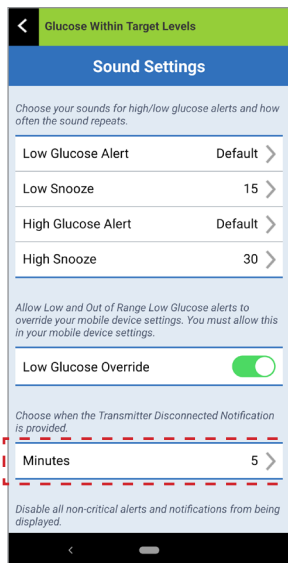 Glucose Within Target Levels
Sound Settings
Choose your sounds for high/low glucose alerts and how
often the sound repeats.
Low Glucose Alert Default
Low Snooze 15
High Glucose Alert Default
High Snooze 30
Allow Low and Out of Range Low Glucose alerts to
override your mobile device settings. You must allow this
in your mobile device settings.
Low Glucose Override
Choose when the Transmitter Disconnected Notification
is provided.
Minutes 5
Disable all non-critical alerts and notifications from being
displayed.